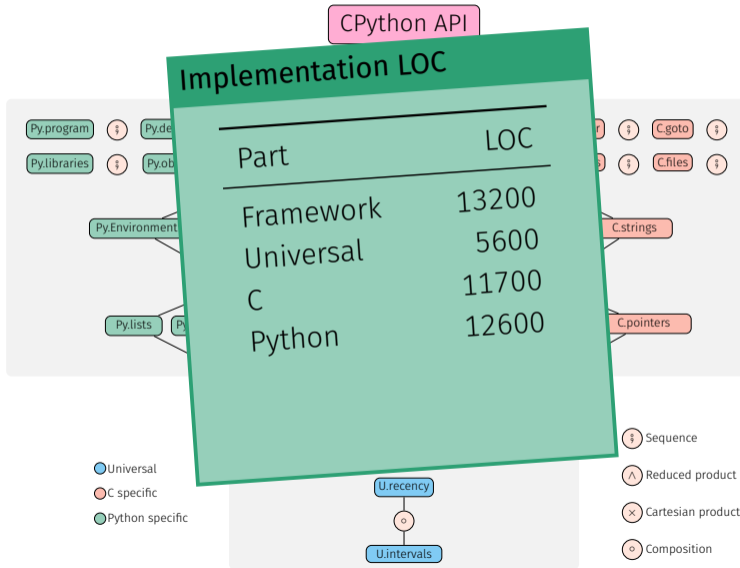 CPython API
Implementation LOC
Part LOC
Framework 13200
Universal 5600
C 11700
Python 12600
Py.program
C.goto
Py.libraries
C.files
Py.Environment
C.strings
Py.lists
C.pointers
Universal
C specific
Python specific
U.recency
U.intervals
Sequence
Reduced product
Cartesian product
Composition